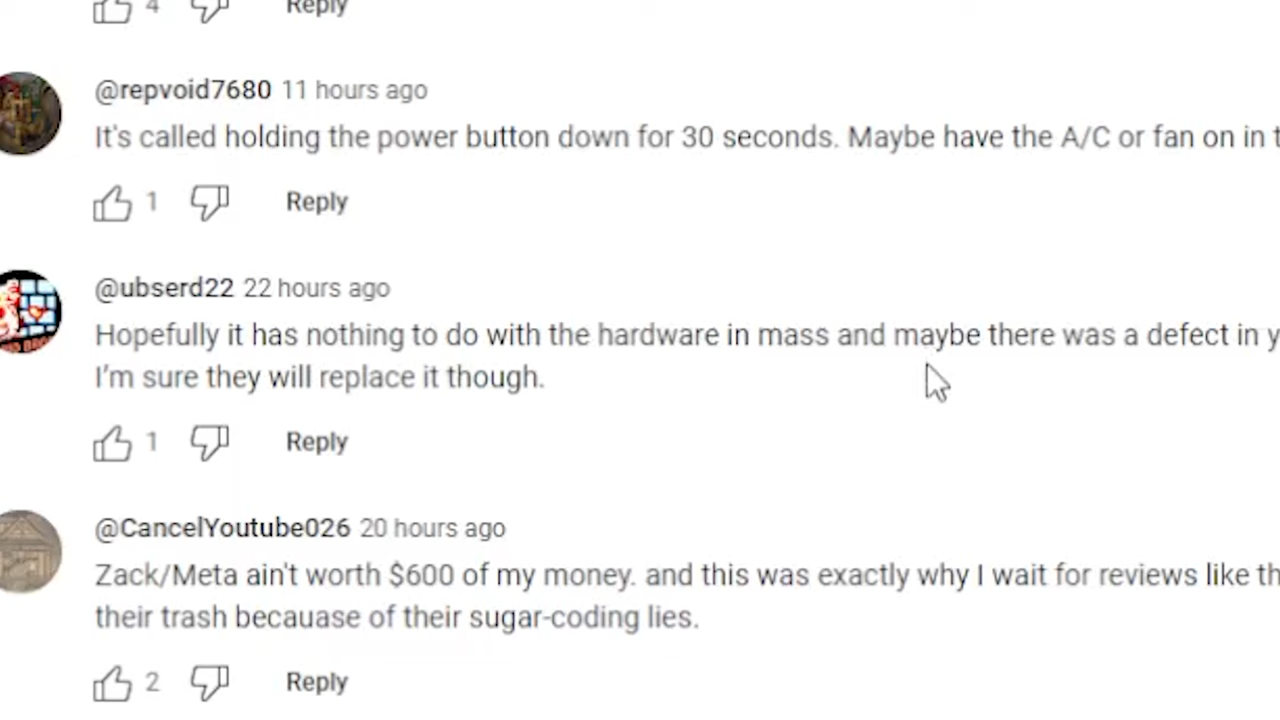 4 Reply
@repvoid7680 11 hours ago
It's called holding the power button down for 30 seconds. Maybe have the A/C or fan on in t
1 Reply
@ubserd22 22 hours ago
Hopefully it has nothing to do with the hardware in mass and maybe there was a defect in y
I'm sure they will replace it though.
1 Reply
@CancelYoutube026 20 hours ago
Zack/Meta ain't worth $600 of my money. and this was exactly why I wait for reviews like th
their trash becauase of their sugar-coding lies.
2 Reply